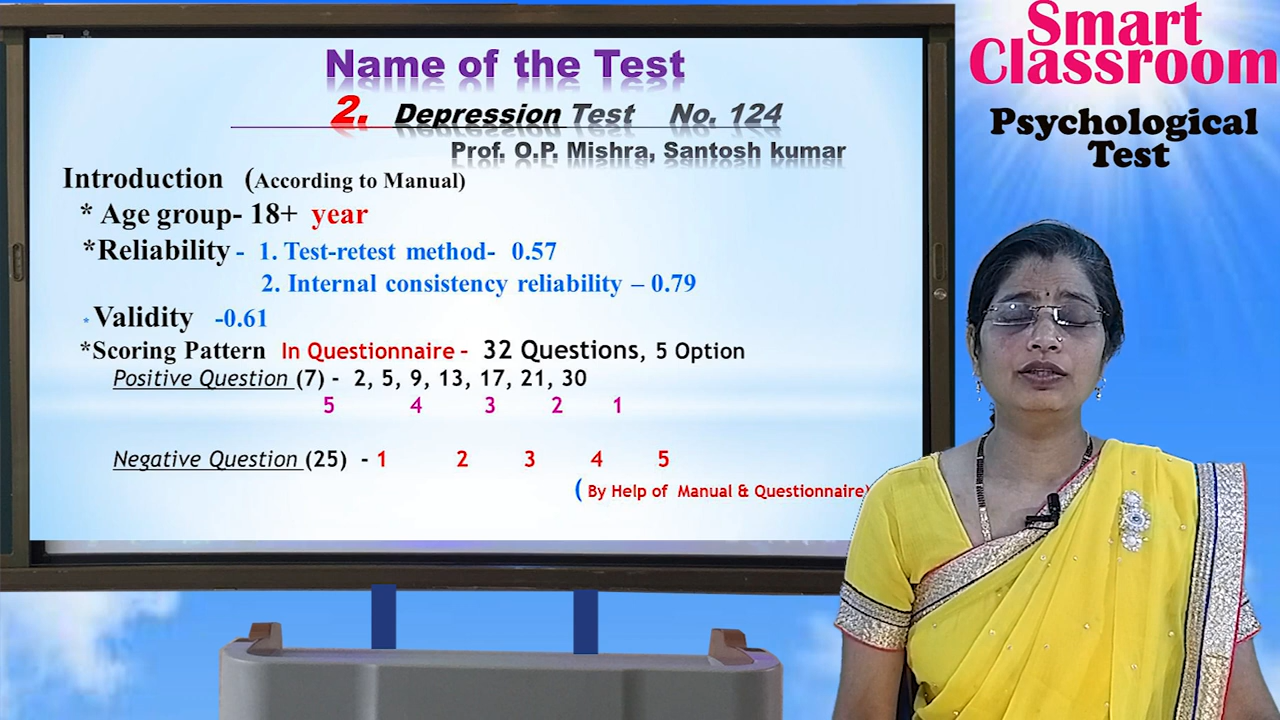 Name of the Test
2. Depression Test No. 124
Prof. O.P. Mishra, Santosh kumar
Introduction (According to Manual)
* Age group- 18+ year
*Reliability - 1. Test-retest method- 0.57
2. Internal consistency reliability – 0.79
* Validity -0.61
*Scoring Pattern In Questionnaire - 32 Questions, 5 Option
Positive Question (7) - 2, 5, 9, 13, 17, 21, 30
5 4 3 2 1
Negative Question (25) - 1 2 3 4 5
( By Help of Manual & Questionnaire)
Smart
Classroom
Psychological
Test